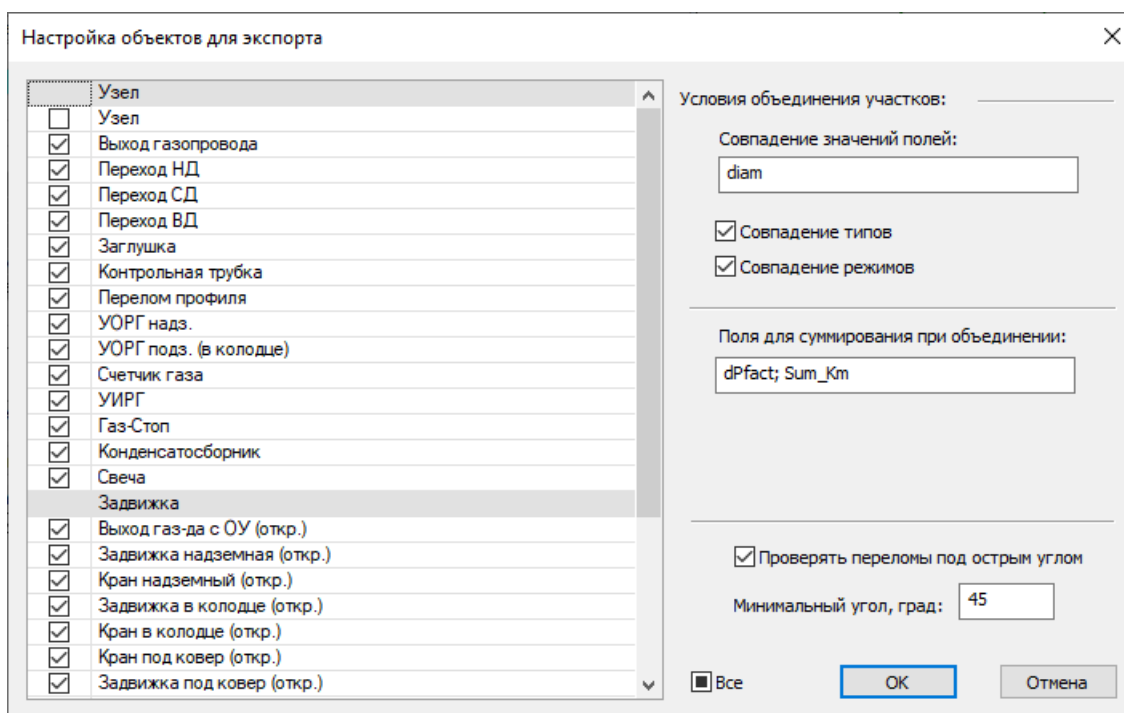 Настройка объектов для экспорта
Узел
Узел
Выход газопровода
Переход НД
Переход СД
Переход ВД
Заглушка
Контрольная трубка
Перелом профиля
УОРГ надз.
УОРГ подз. (в колодце)
Счетчик газа
УИРГ
Газ-Стоп
Конденсатосборник
Свеча
Задвижка
Выход газ-да с ОУ (откр.)
Задвижка надземная (откр.)
Кран надземный (откр.)
Задвижка в колодце (откр.)
Кран в колодце (откр.)
Кран под ковер (откр.)
Задвижка под ковер (откр.)
Условия объединения участков:
Совпадение значений полей:
diam
Совпадение типов
Совпадение режимов
Поля для суммирования при объединении:
dPfact; Sum_Km
Проверять переломы под острым углом
Минимальный угол, град: 45
Все ОК Отмена